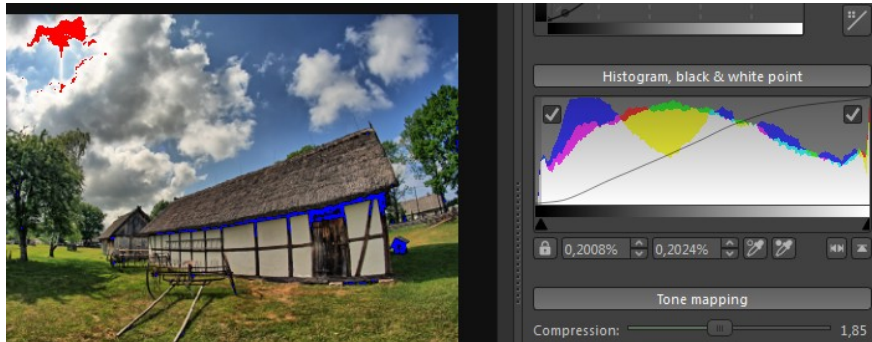 Histogram, black & white point
0,2008% 0,2024%
Tone mapping
Compression: 1,85